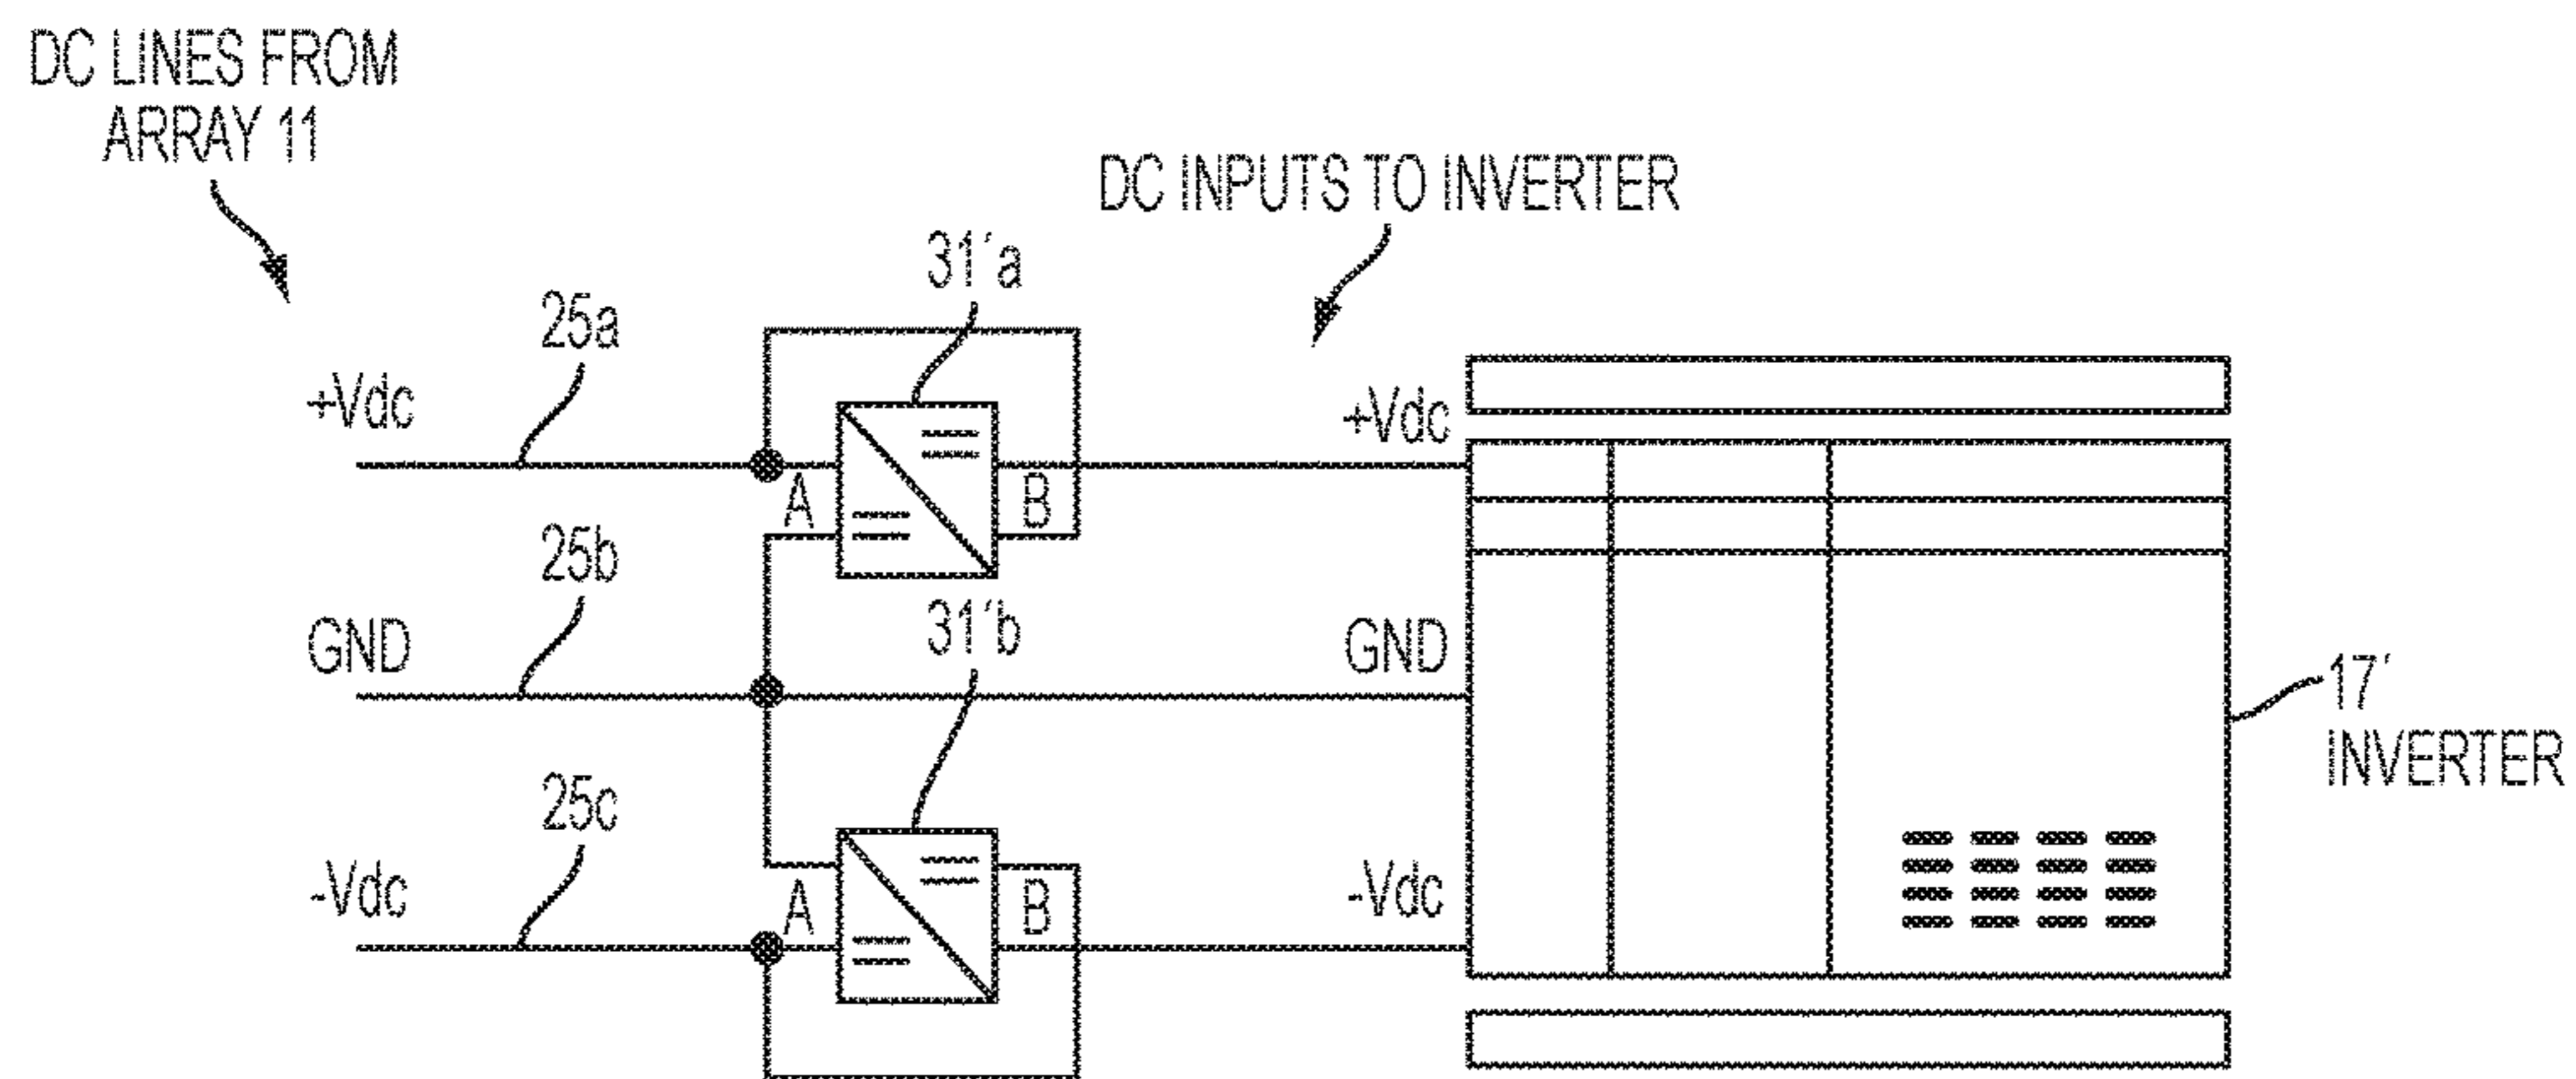 DC LINES FROM
ARRAY 11
DC INPUTS TO INVERTER
31'a
25a
+Vdc
+Vdc
A
B
25b
31'b
GND
GND
17'
INVERTER
25c
-Vdc
-Vdc
A
B